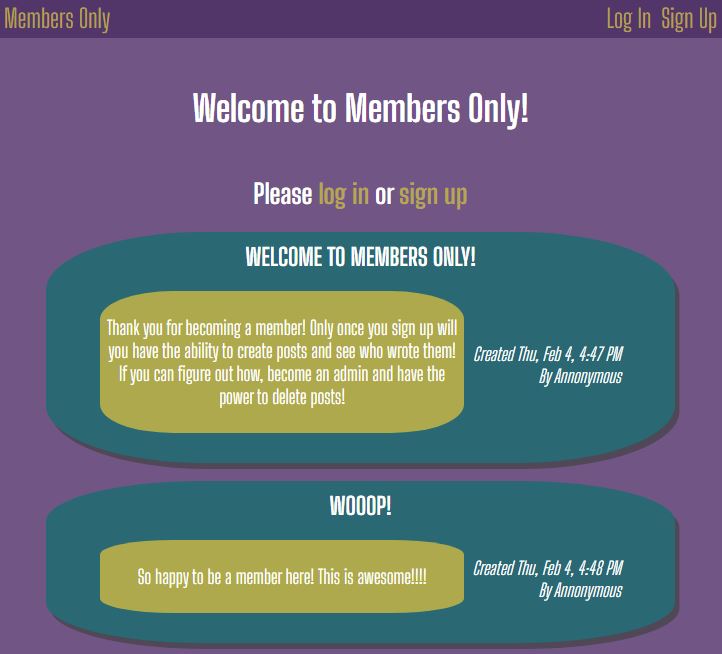 Members Only
Log In Sign Up
Welcome to Members Only!
Please log in or sign up
WELCOME TO MEMBERS ONLY!
Thank you for becoming a member! Only once you sign up will
you have the ability to create posts and see who wrote them!
If you can figure out how, become an admin and have the
power to delete posts!
Created Thu, Feb 4, 4:47 PM
By Annonymous
WOOOP!
So happy to be a member here! This is awesome!!!!
Created Thu, Feb 4, 4:48 PM
By Annonymous